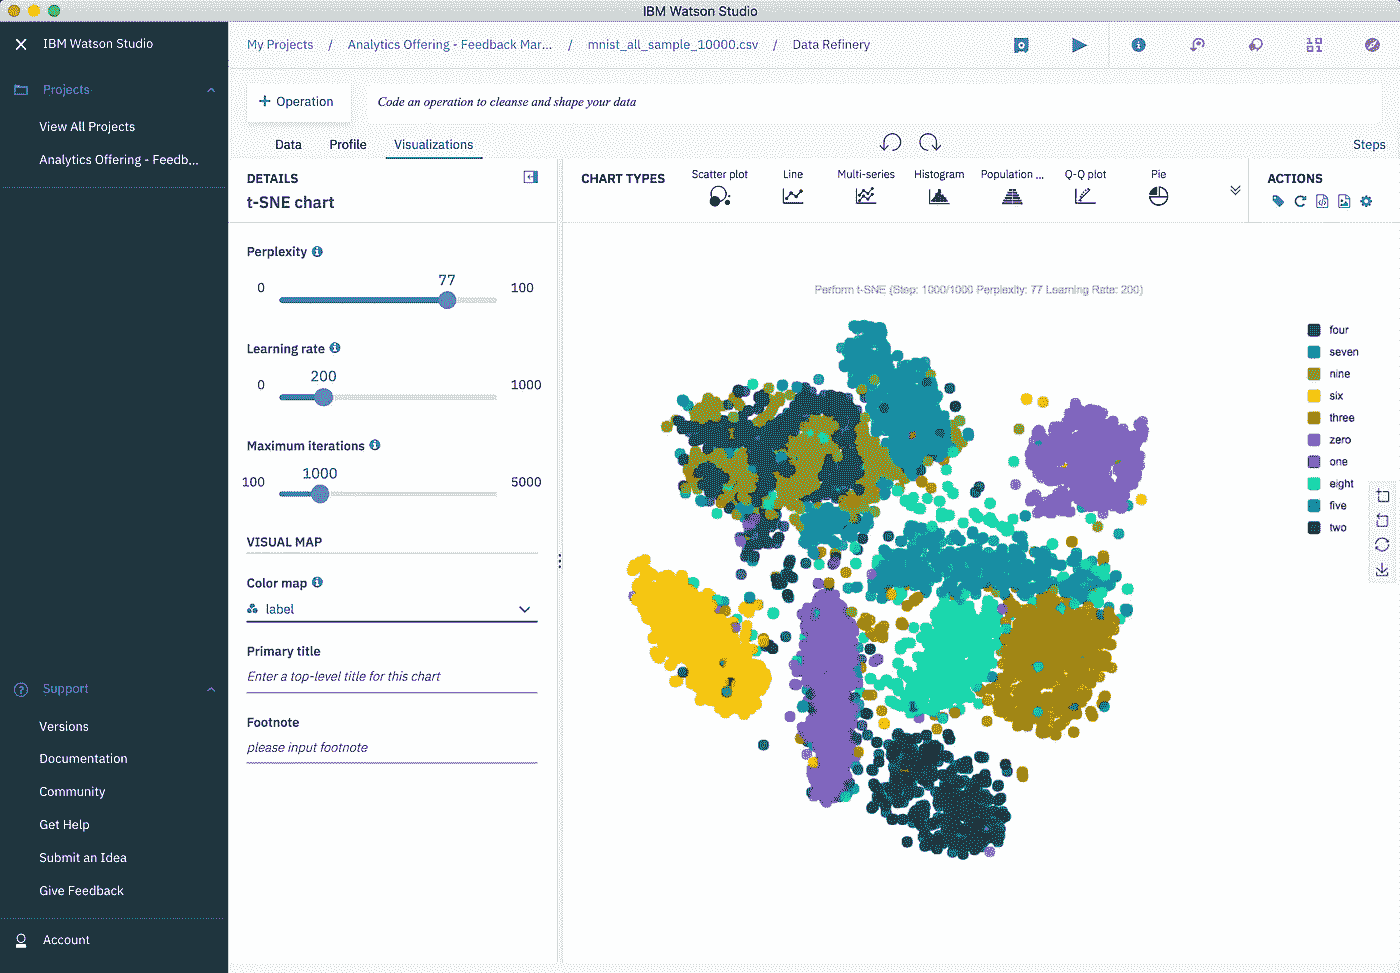 IBM Watson Studio
IBM Watson Studio
Projects
View All Projects
Analytics Offering - Feedb...
Support
Versions
Documentation
Community
Get Help
Submit an Idea
Give Feedback
Account
My Projects / Analytics Offering - Feedback Mar... / mnist_all_sample_10000.csv / Data Refinery
+ Operation
Code an operation to cleanse and shape your data
Data Profile Visualizations
Steps
DETAILS
t-SNE chart
Perplexity
77
0 100
Learning rate
200
0 1000
Maximum iterations
1000
100 5000
VISUAL MAP
Color map
label
Primary title
Enter a top-level title for this chart
Footnote
please input footnote
CHART TYPES
Scatter plot
Line
Multi-series
Histogram
Population ...
Q-Q plot
Pie
ACTIONS
Perform t-SNE (Step: 1000/1000 Perplexity: 77 Learning Rate: 200)
four
seven
nine
six
three
zero
one
eight
five
two